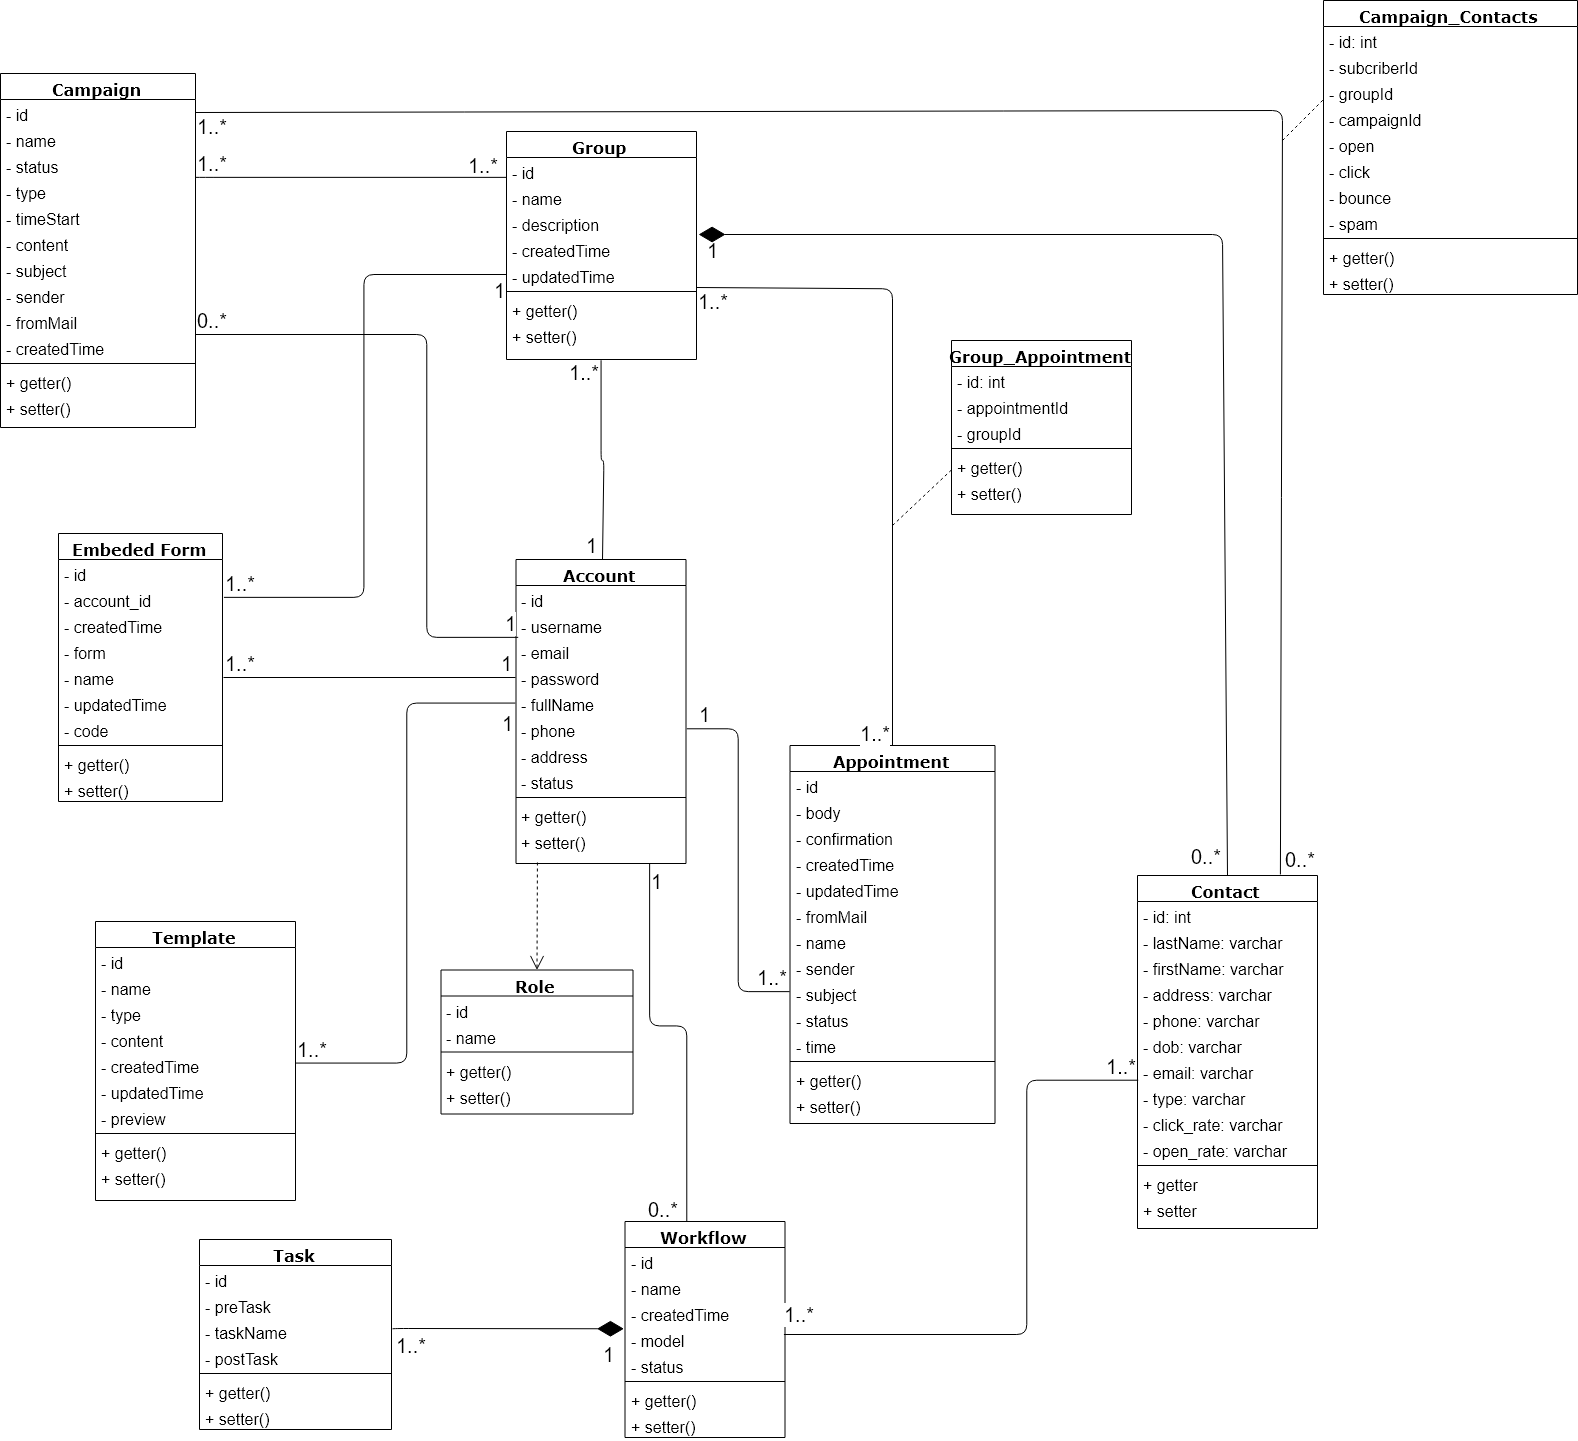 Campaign_Contacts
- id: int
- subcriberId
- groupId
- campaignId
- open
- click
- bounce
- spam
+ getter()
+ setter()
Campaign
- id
- name
- status
- type
- timeStart
- content
- subject
- sender
- fromMail
- createdTime
+ getter()
+ setter()
1..*
1..*
1..*
0..*
Group
- id
- name
- description
- createdTime
- updatedTime
+ getter()
+ setter()
1
1
1..*
1..*
Group_Appointment
- id: int
- appointmentId
- groupId
+ getter()
+ setter()
Embeded Form
- id
- account_id
- createdTime
- form
- name
- updatedTime
- code
+ getter()
+ setter()
1..*
1..*
1
1
1
1
1
1
Account
- id
- username
- email
- password
- fullName
- phone
- address
- status
+ getter()
+ setter()
1..*
1..*
Appointment
- id
- body
- confirmation
- createdTime
- updatedTime
- fromMail
- name
- sender
- subject
- status
- time
+ getter()
+ setter()
0..*
0..*
1..*
Contact
- id: int
- lastName: varchar
- firstName: varchar
- address: varchar
- phone: varchar
- dob: varchar
- email: varchar
- type: varchar
- click_rate: varchar
- open_rate: varchar
+ getter
+ setter
Template
- id
- name
- type
- content
- createdTime
- updatedTime
- preview
+ getter()
+ setter()
1..*
Role
- id
- name
+ getter()
+ setter()
0..*
Workflow
- id
- name
- createdTime
- model
- status
+ getter()
+ setter()
1..*
Task
- id
- preTask
- taskName
- postTask
+ getter()
+ setter()
1..*
1